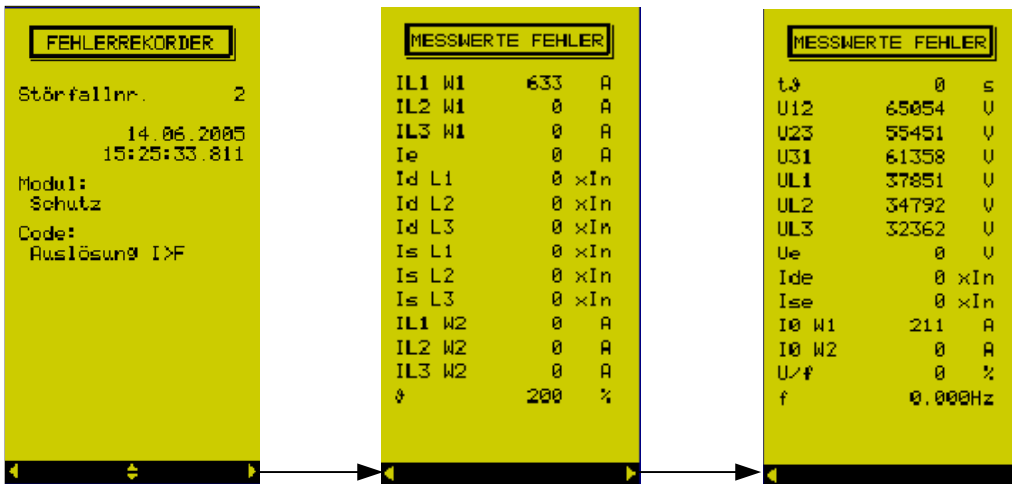 FEHLERREKORDER
Störfallnr. 2
14.06.2005
15:25:33.811
Modul:
Schutz
Code:
Auslösung I>F
MESSWERTE FEHLER
IL1 W1 633 A
IL2 W1 0 A
IL3 W1 0 A
Ie 0 A
Id L1 0 xIn
Id L2 0 xIn
Id L3 0 xIn
Is L1 0 xIn
Is L2 0 xIn
Is L3 0 xIn
IL1 W2 0 A
IL2 W2 0 A
IL3 W2 0 A
ϑ 200 %
MESSWERTE FEHLER
tϑ 0 s
U12 65054 V
U23 55451 V
U31 61358 V
UL1 37851 V
UL2 34792 V
UL3 32362 V
Ue 0 V
Ide 0 xIn
Ise 0 xIn
I0 W1 211 A
I0 W2 0 A
U/f 0 %
f 0.000Hz